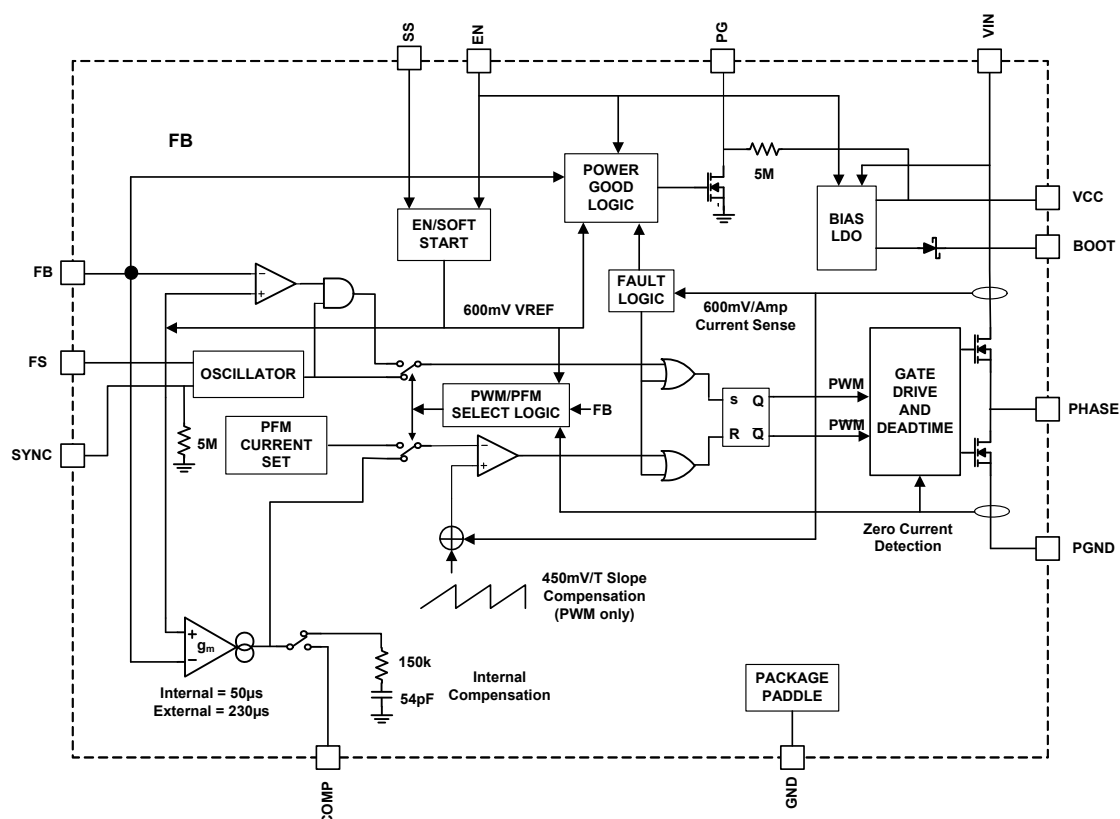 SS
EN
PG
VIN
FB
POWER
GOOD
LOGIC
5M
BIAS
LDO
VCC
BOOT
EN/SOFT
START
FB
FAULT
LOGIC
600mV VREF
600mV/Amp
Current Sense
FS
OSCILLATOR
5M
SYNC
PFM
CURRENT
SET
PWM/PFM
SELECT LOGIC
FB
S Q
R Q̅
PWM
PWM
GATE
DRIVE
AND
DEADTIME
PHASE
Zero Current
Detection
PGND
450mV/T Slope
Compensation
(PWM only)
gm
Internal = 50µs
External = 230µs
150k
54pF
Internal
Compensation
PACKAGE
PADDLE
COMP
GND